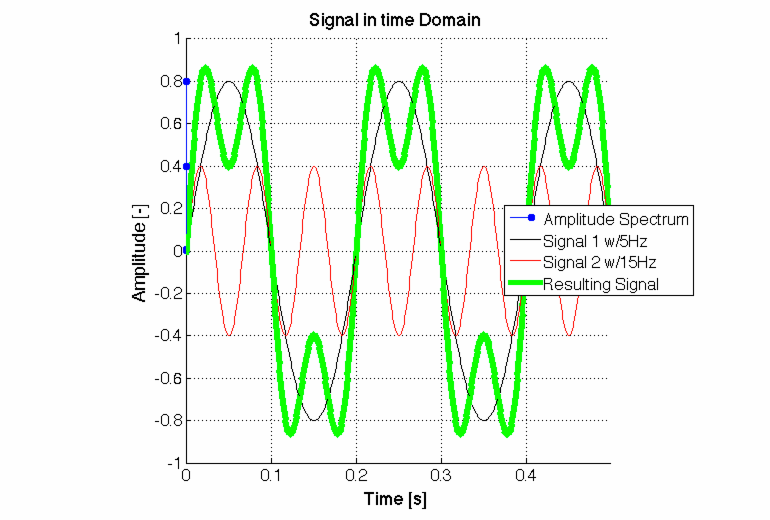 Signal in time Domain
1
0.8
0.6
0.4
0.2
0
-0.2
-0.4
-0.6
-0.8
-1
Amplitude [-]
0
0.1
0.2
0.3
0.4
Time [s]
Amplitude Spectrum
Signal 1 w/5Hz
Signal 2 w/15Hz
Resulting Signal